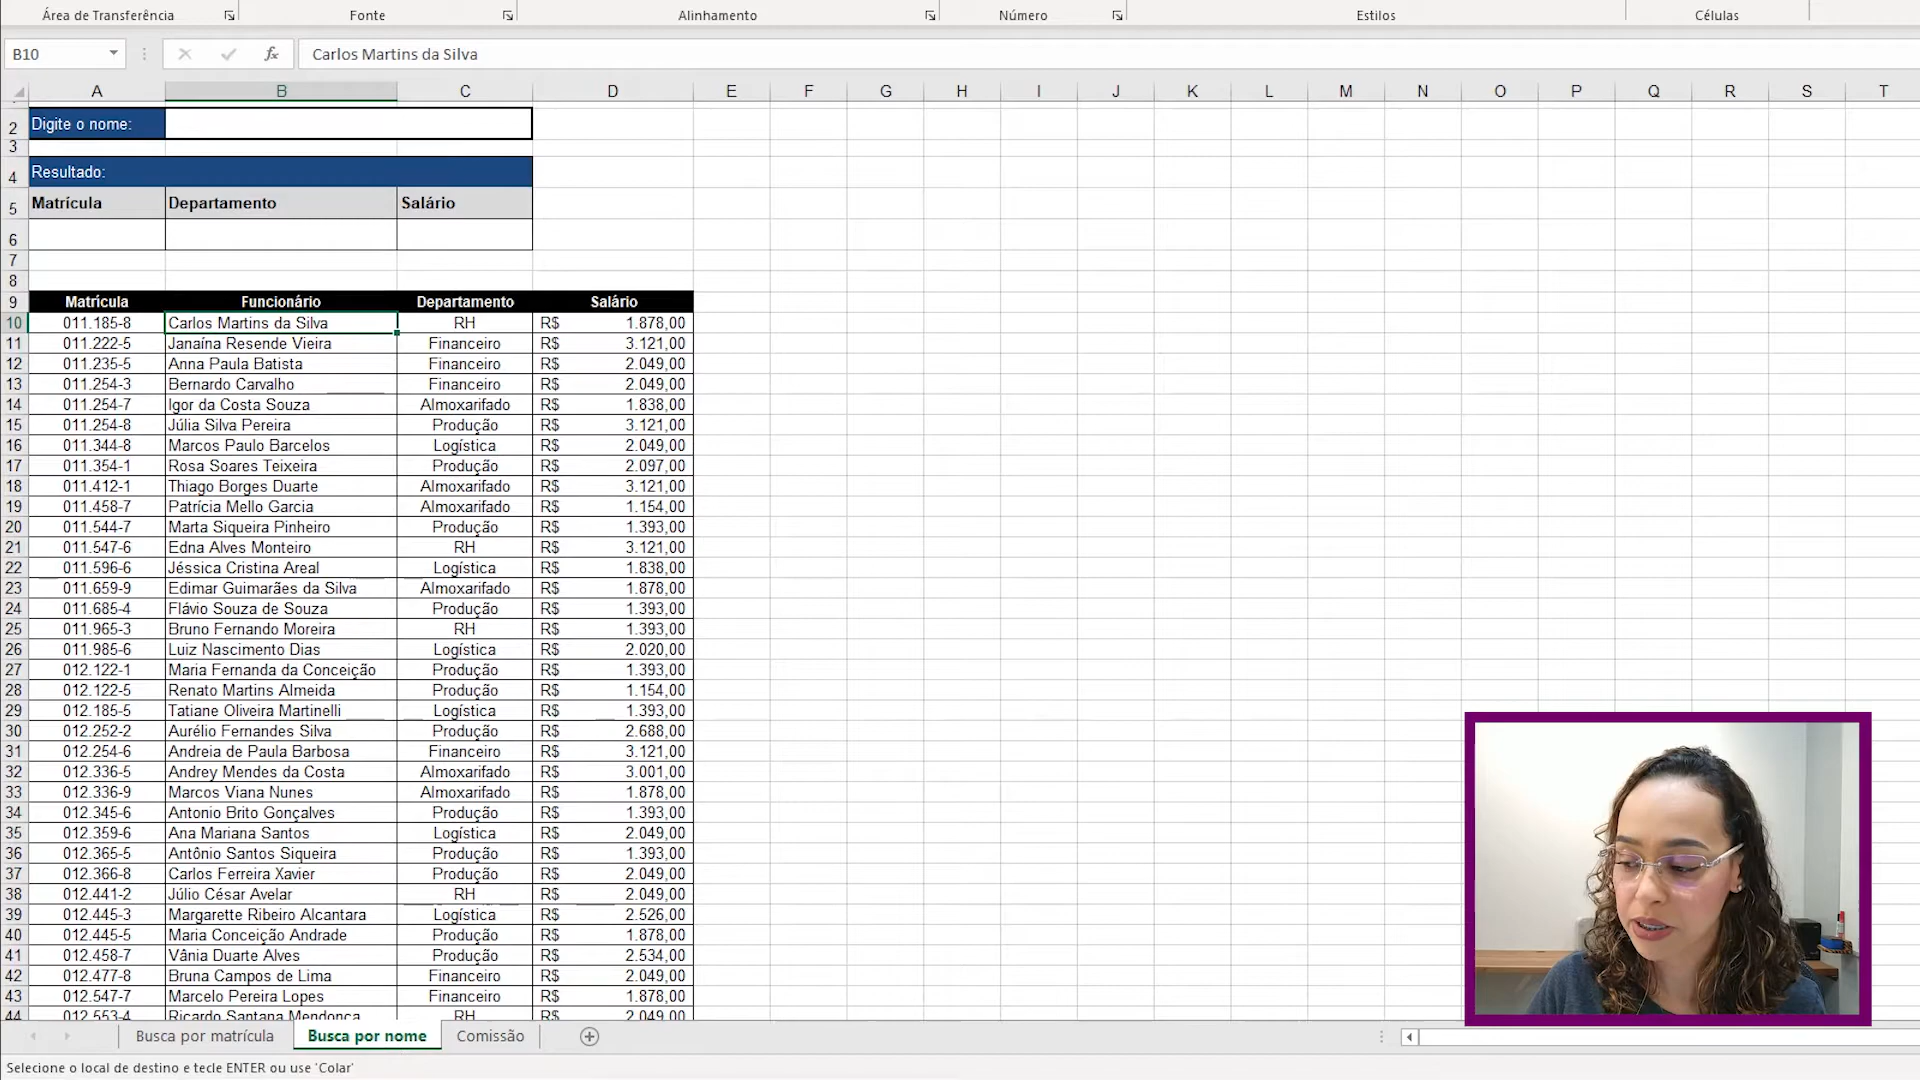 Área de Transferência Fonte Alinhamento Número Estilos Células
B10 fx Carlos Martins da Silva
A B C D E F G H I J K L M N O P Q R S T
2 Digite o nome:
3
4 Resultado:
5 Matrícula Departamento Salário
6
7
8
9 Matrícula Funcionário Departamento Salário
10 011.185-8 Carlos Martins da Silva RH R$ 1.878,00
11 011.222-5 Janaína Resende Vieira Financeiro R$ 3.121,00
12 011.235-5 Anna Paula Batista Financeiro R$ 2.049,00
13 011.254-3 Bernardo Carvalho Financeiro R$ 2.049,00
14 011.254-7 Igor da Costa Souza Almoxarifado R$ 1.838,00
15 011.254-8 Júlia Silva Pereira Produção R$ 3.121,00
16 011.344-8 Marcos Paulo Barcelos Logística R$ 2.049,00
17 011.354-1 Rosa Soares Teixeira Produção R$ 2.097,00
18 011.412-1 Thiago Borges Duarte Almoxarifado R$ 3.121,00
19 011.458-7 Patrícia Mello Garcia Almoxarifado R$ 1.154,00
20 011.544-7 Marta Siqueira Pinheiro Produção R$ 1.393,00
21 011.547-6 Edna Alves Monteiro RH R$ 3.121,00
22 011.596-6 Jéssica Cristina Areal Logística R$ 1.838,00
23 011.659-9 Edimar Guimarães da Silva Almoxarifado R$ 1.878,00
24 011.685-4 Flávio Souza de Souza Produção R$ 1.393,00
25 011.965-3 Bruno Fernando Moreira RH R$ 1.393,00
26 011.985-6 Luiz Nascimento Dias Logística R$ 2.020,00
27 012.122-1 Maria Fernanda da Conceição Produção R$ 1.393,00
28 012.122-5 Renato Martins Almeida Produção R$ 1.154,00
29 012.185-5 Tatiane Oliveira Martinelli Logística R$ 1.393,00
30 012.252-2 Aurélio Fernandes Silva Produção R$ 2.688,00
31 012.254-6 Andreia de Paula Barbosa Financeiro R$ 3.121,00
32 012.336-5 Andrey Mendes da Costa Almoxarifado R$ 3.001,00
33 012.336-9 Marcos Viana Nunes Almoxarifado R$ 1.878,00
34 012.345-6 Antonio Brito Gonçalves Produção R$ 1.393,00
35 012.359-6 Ana Mariana Santos Logística R$ 2.049,00
36 012.365-5 Antônio Santos Siqueira Produção R$ 1.393,00
37 012.366-8 Carlos Ferreira Xavier Produção R$ 2.049,00
38 012.441-2 Júlio César Avelar RH R$ 2.049,00
39 012.445-3 Margarette Ribeiro Alcantara Logística R$ 2.526,00
40 012.445-5 Maria Conceição Andrade Produção R$ 1.878,00
41 012.458-7 Vânia Duarte Alves Produção R$ 2.534,00
42 012.477-8 Bruna Campos de Lima Financeiro R$ 2.049,00
43 012.547-7 Marcelo Pereira Lopes Financeiro R$ 1.878,00
44 012.553-4 Ricardo Santana Mendonça RH R$ 2.049,00
Busca por matrícula Busca por nome Comissão
Selecione o local de destino e tecle ENTER ou use 'Colar'